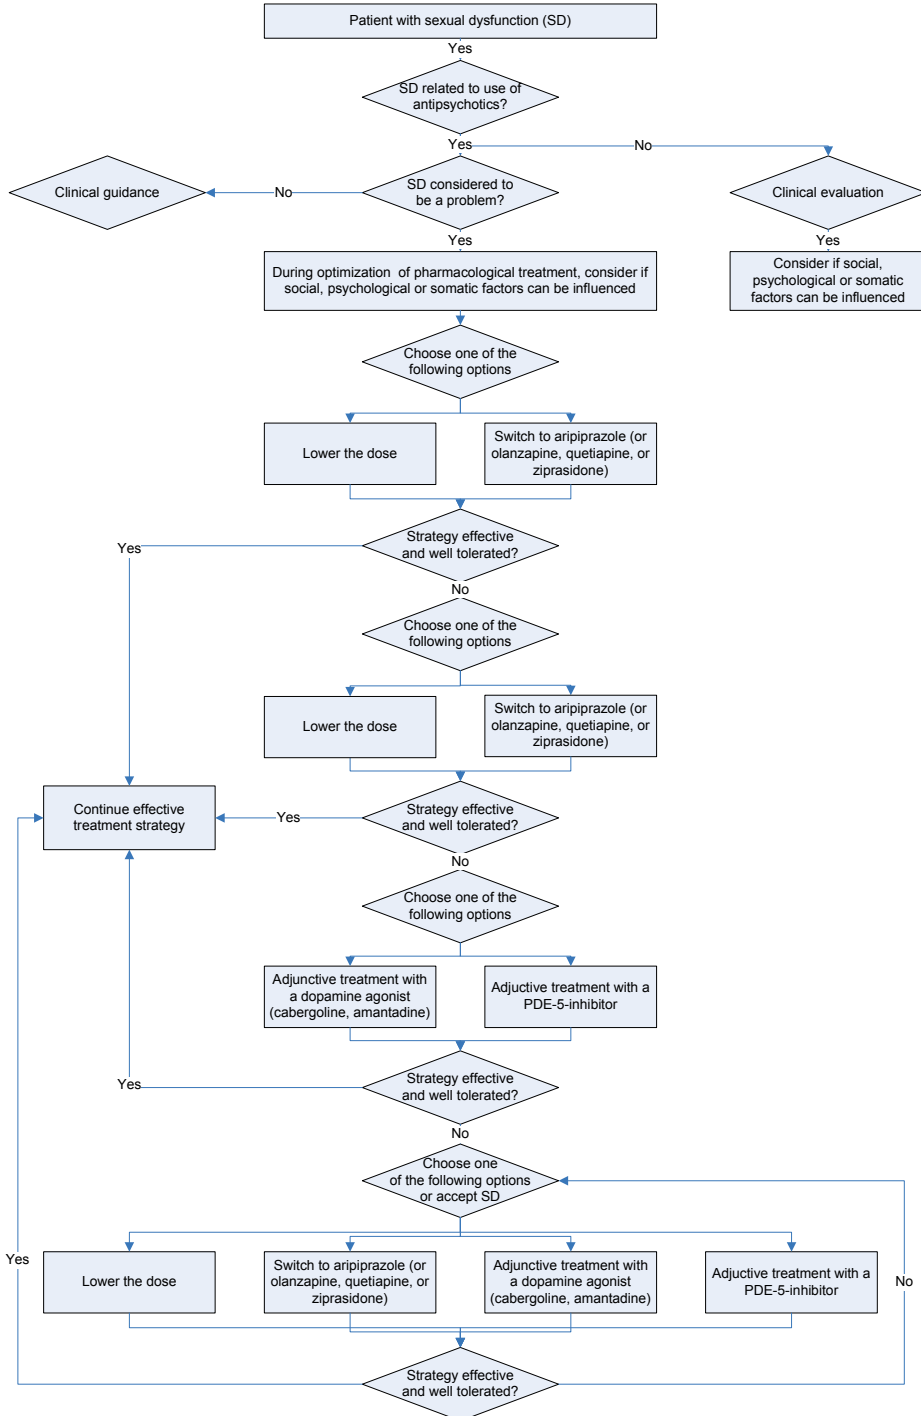 Patient with sexual dysfunction (SD)
Yes
SD related to use of
antipsychotics?
Yes
No
Clinical guidance
No
SD considered to
be a problem?
Clinical evaluation
Yes
Yes
During optimization of pharmacological treatment, consider if
social, psychological or somatic factors can be influenced
Consider if social,
psychological or somatic
factors can be influenced
Choose one of the
following options
Lower the dose
Switch to aripiprazole (or
olanzapine, quetiapine, or
ziprasidone)
Strategy effective
and well tolerated?
Yes
No
Choose one of the
following options
Lower the dose
Switch to aripiprazole (or
olanzapine, quetiapine, or
ziprasidone)
Continue effective
treatment strategy
Yes
Strategy effective
and well tolerated?
No
Choose one of the
following options
Adjunctive treatment with
a dopamine agonist
(cabergoline, amantadine)
Adjuctive treatment with a
PDE-5-inhibitor
Strategy effective
and well tolerated?
Yes
No
Choose one
of the following options
or accept SD
Yes
Lower the dose
Switch to aripiprazole (or
olanzapine, quetiapine, or
ziprasidone)
Adjunctive treatment with
a dopamine agonist
(cabergoline, amantadine)
Adjuctive treatment with a
PDE-5-inhibitor
No
Strategy effective
and well tolerated?